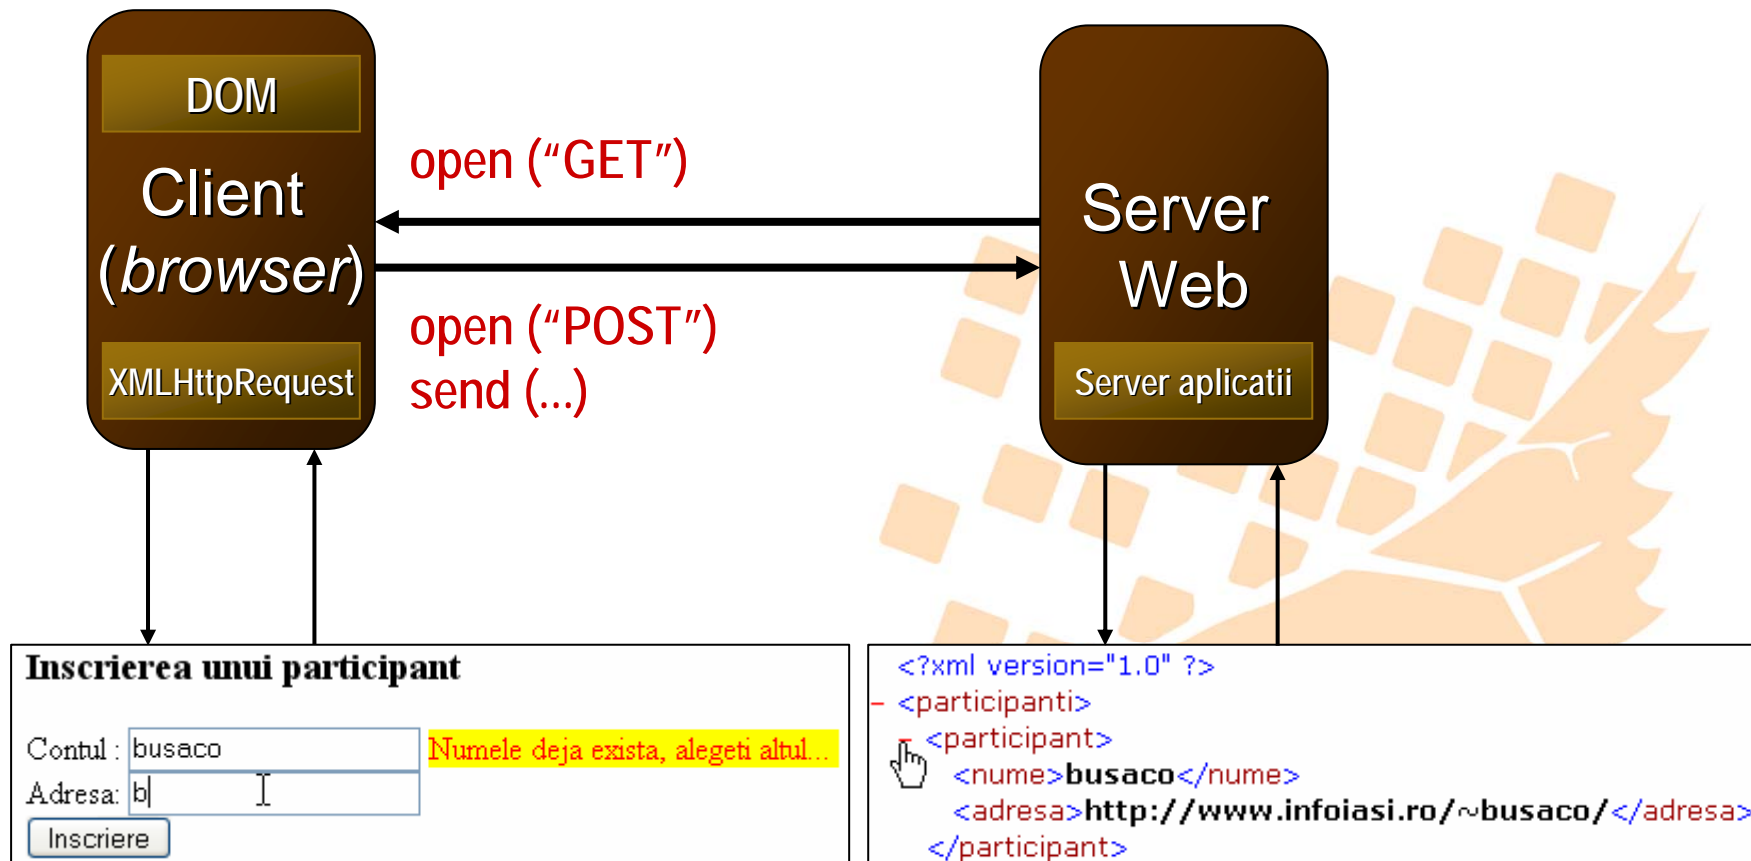 DOM
Client
(browser)
XMLHttpRequest
open (“GET”)
open (“POST”)
send (...)
Server
Web
Server aplicatii
Inscrierea unui participant
Contul : busaco Numele deja exista, alegeti altul...
Adresa: b
Inscriere
<?xml version="1.0" ?>
- <participanti>
- <participant>
<nume>busaco</nume>
<adresa>http://www.infoiasi.ro/~busaco/</adresa>
</participant>